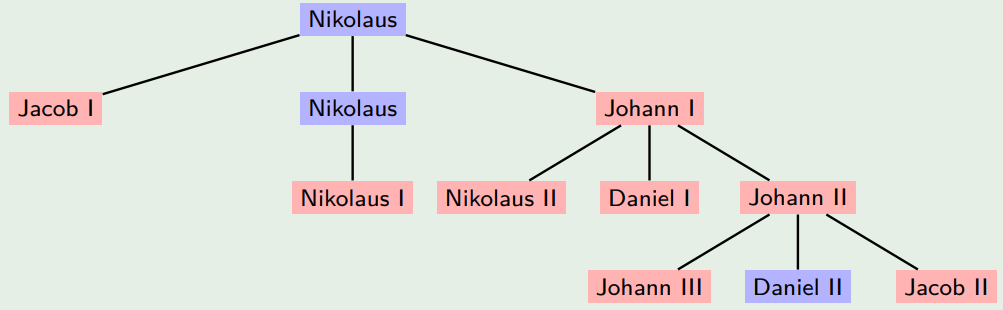 Nikolaus
Jacob I
Nikolaus
Johann I
Nikolaus I
Nikolaus II
Daniel I
Johann II
Johann III
Daniel II
Jacob II